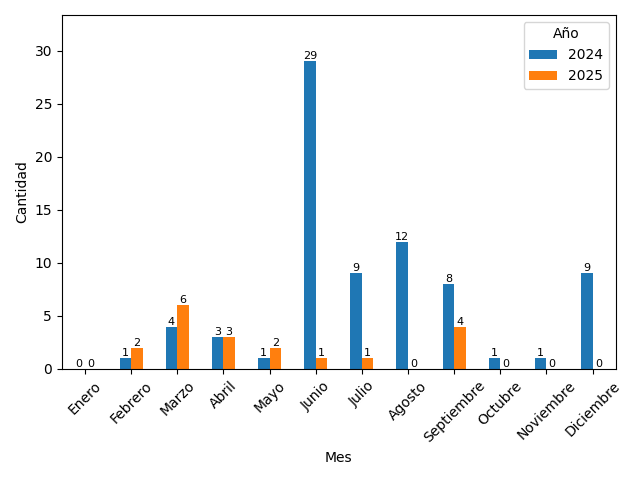 Año
2024
2025
30
25
20
15
10
5
0
Cantidad
0 0
1 2
4 6
3 3
1 2
29 1
9 1
12 0
8 4
1 0
1 0
9 0
Enero
Febrero
Marzo
Abril
Mayo
Junio
Julio
Agosto
Septiembre
Octubre
Noviembre
Diciembre
Mes